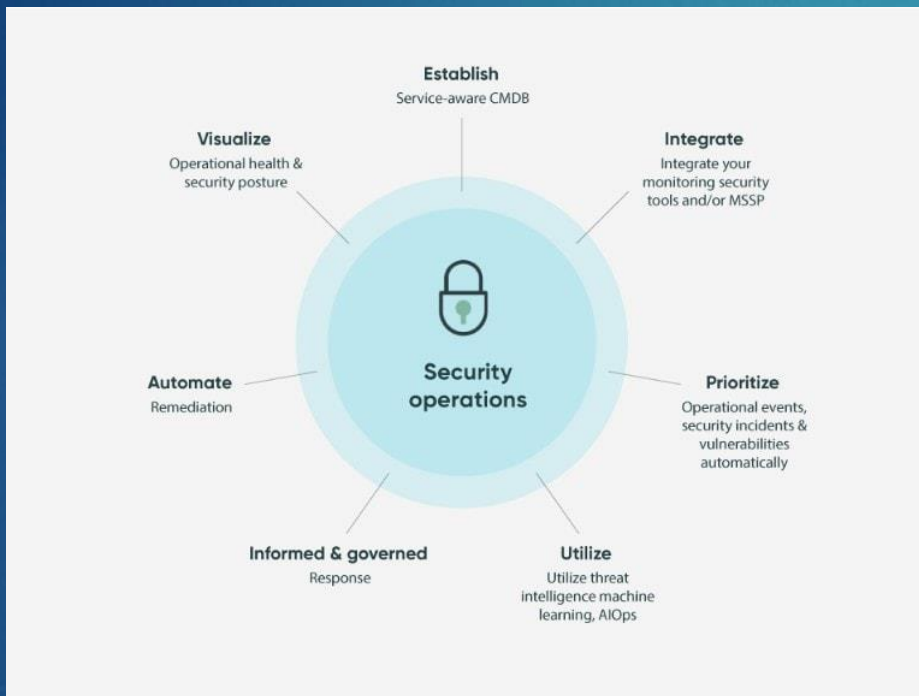 Establish
Service-aware CMDB
Visualize
Operational health &
security posture
Integrate
Integrate your
monitoring security
tools and/or MSSP
Security
operations
Automate
Remediation
Prioritize
Operational events,
security incidents &
vulnerabilities
automatically
Informed & governed
Response
Utilize
Utilize threat
intelligence machine
learning, AIOps